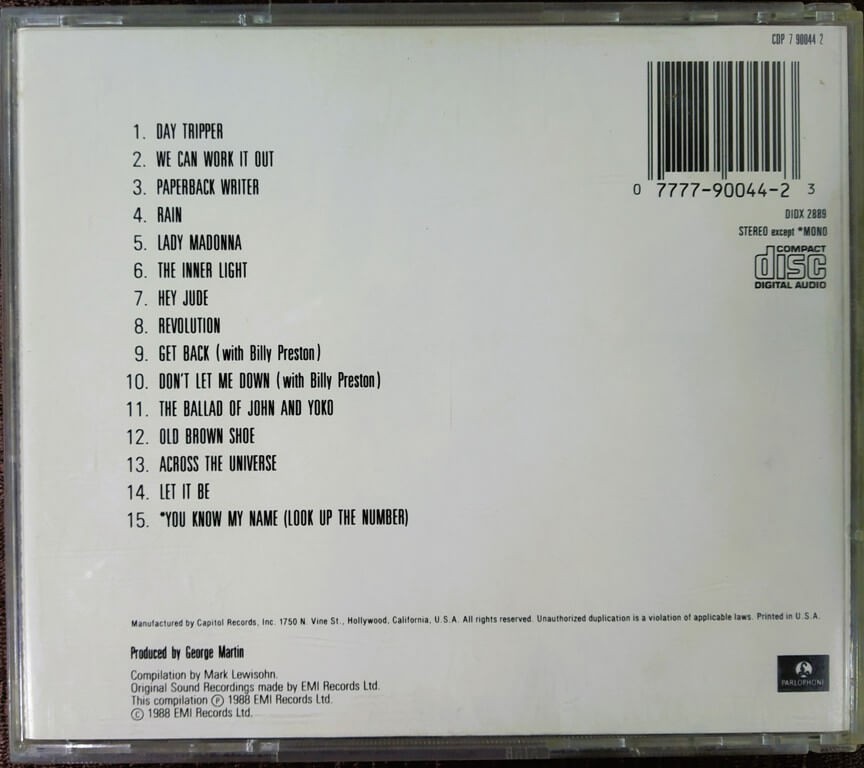 CDP 7 90044 2
0 7777-90044-2 3
DIDX 2889
STEREO except *MONO
COMPACT
disc
DIGITAL AUDIO
1. DAY TRIPPER
2. WE CAN WORK IT OUT
3. PAPERBACK WRITER
4. RAIN
5. LADY MADONNA
6. THE INNER LIGHT
7. HEY JUDE
8. REVOLUTION
9. GET BACK (with Billy Preston)
10. DON'T LET ME DOWN (with Billy Preston)
11. THE BALLAD OF JOHN AND YOKO
12. OLD BROWN SHOE
13. ACROSS THE UNIVERSE
14. LET IT BE
15. *YOU KNOW MY NAME (LOOK UP THE NUMBER)
Manufactured by Capitol Records, Inc. 1750 N. Vine St., Hollywood, California, U.S.A. All rights reserved. Unauthorized duplication is a violation of applicable laws. Printed in U.S.A.
Produced by George Martin
Compilation by Mark Lewisohn.
Original Sound Recordings made by EMI Records Ltd.
This compilation ℗ 1988 EMI Records Ltd.
© 1988 EMI Records Ltd.
PARLOPHONE